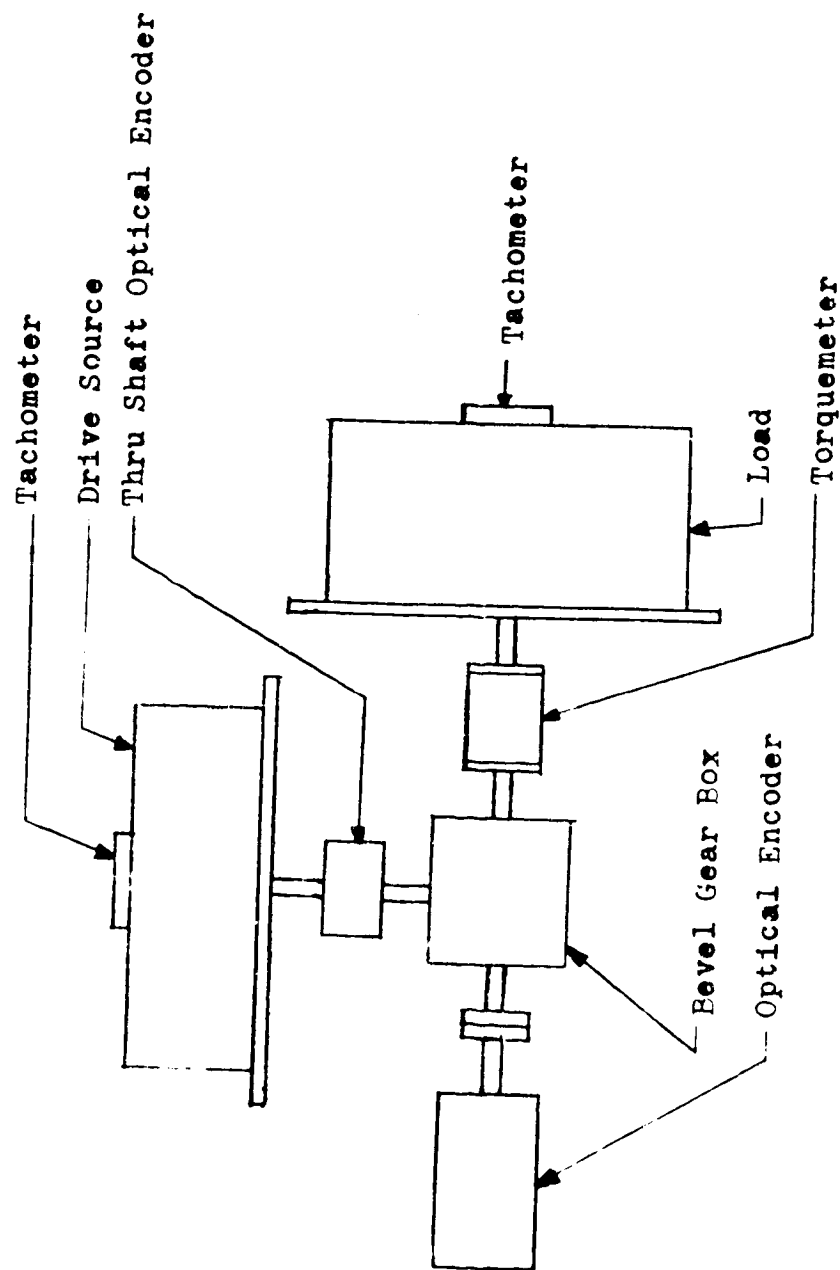 Tachometer
Drive Source
Thru Shaft Optical Encoder
Tachometer
Load
Torquemeter
Bevel Gear Box
Optical Encoder